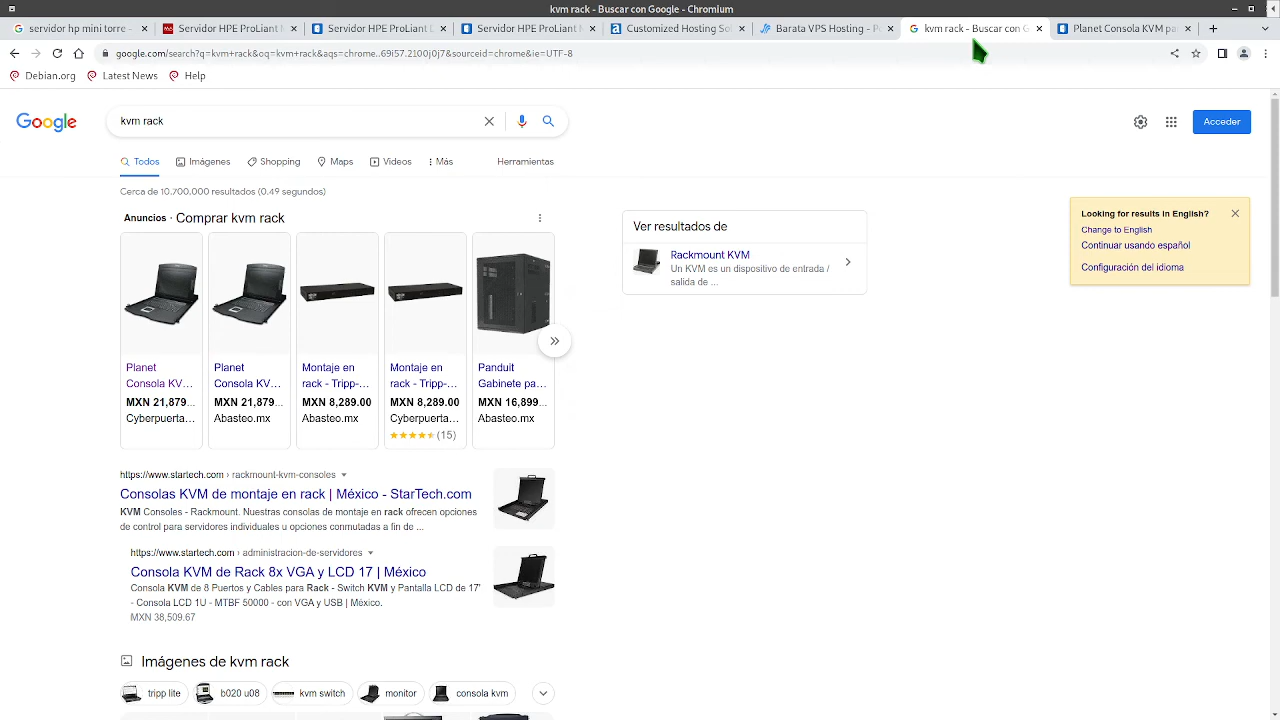 kvm rack - Buscar con Google - Chromium
servidor hp mini torre -
Servidor HPE ProLiant
Servidor HPE ProLiant D
Servidor HPE ProLiant M
Customized Hosting Sol
Barata VPS Hosting - Po
kvm rack - Buscar con G
Planet Consola KVM pa
google.com/search?q=kvm+rack&oq=kvm+rack&aqs=chrome..69i57.2100j0j7&sourceid=chrome&ie=UTF-8
Debian.org
Latest News
Help
Google
kvm rack
Acceder
Todos
Imágenes
Shopping
Maps
Videos
Más
Herramientas
Cerca de 10.700.000 resultados (0.49 segundos)
Anuncios · Comprar kvm rack
Planet
Consola KV...
MXN 21,879...
Cyberpuerta...
Planet
Consola KV...
MXN 21,879...
Abasteo.mx
Montaje en
rack - Tripp-...
MXN 8,289.00
Abasteo.mx
Montaje en
rack - Tripp-...
MXN 8,289.00
Cyberpuerta...
(15)
Panduit
Gabinete pa...
MXN 16,899...
Abasteo.mx
Ver resultados de
Rackmount KVM
Un KVM es un dispositivo de entrada /
salida de ...
Looking for results in English?
Change to English
Continuar usando español
Configuración del idioma
https://www.startech.com › rackmount-kvm-consoles
Consolas KVM de montaje en rack | México - StarTech.com
KVM Consoles - Rackmount. Nuestras consolas de montaje en rack ofrecen opciones
de control para servidores individuales u opciones conmutadas a fin de ...
https://www.startech.com › administracion-de-servidores
Consola KVM de Rack 8x VGA y LCD 17 | México
Consola KVM de 8 Puertos y Cables para Rack - Switch KVM y Pantalla LCD de 17'
- Consola LCD 1U - MTBF 50000 - con VGA y USB | México.
MXN 38,509.67
Imágenes de kvm rack
tripp lite
b020 u08
kvm switch
monitor
consola kvm